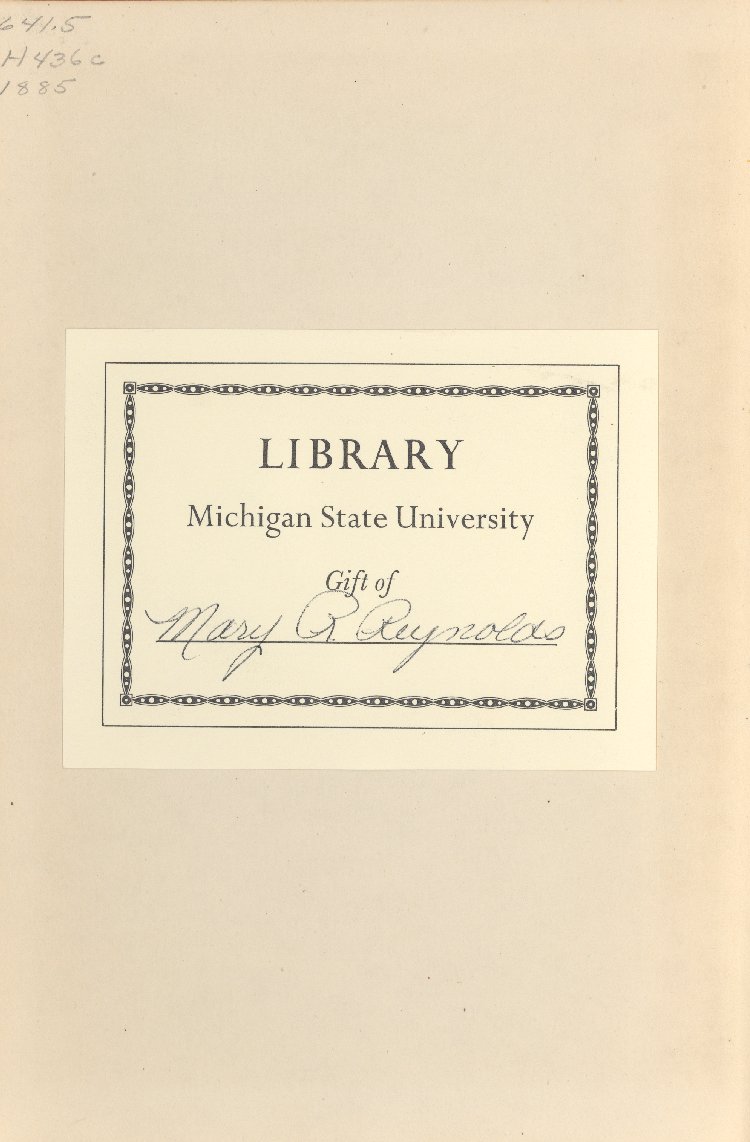 641.5
H436c
1885
LIBRARY
Michigan State University
Gift of
Mary R. Reynolds